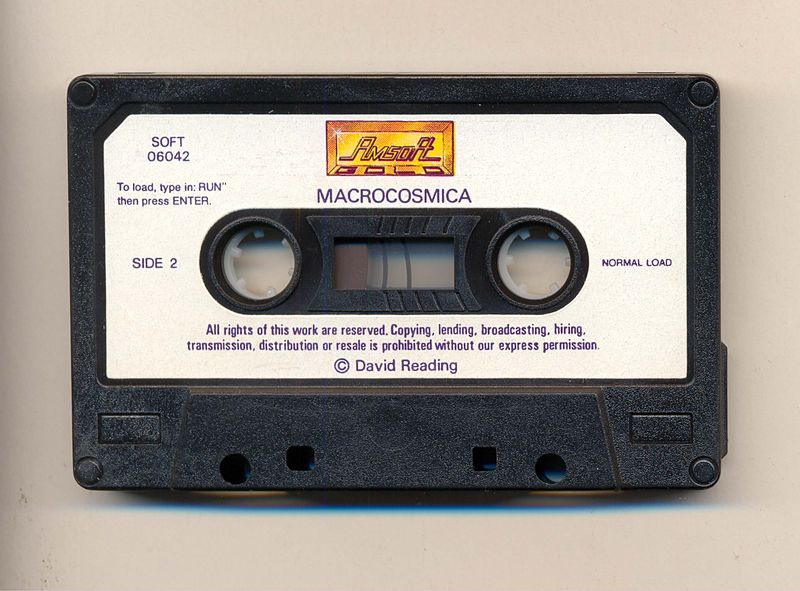 SOFT
06042
Amsoft
GOLD
To load, type in: RUN"
then press ENTER.
MACROCOSMICA
SIDE 2
NORMAL LOAD
All rights of this work are reserved. Copying, lending, broadcasting, hiring,
transmission, distribution or resale is prohibited without our express permission.
© David Reading